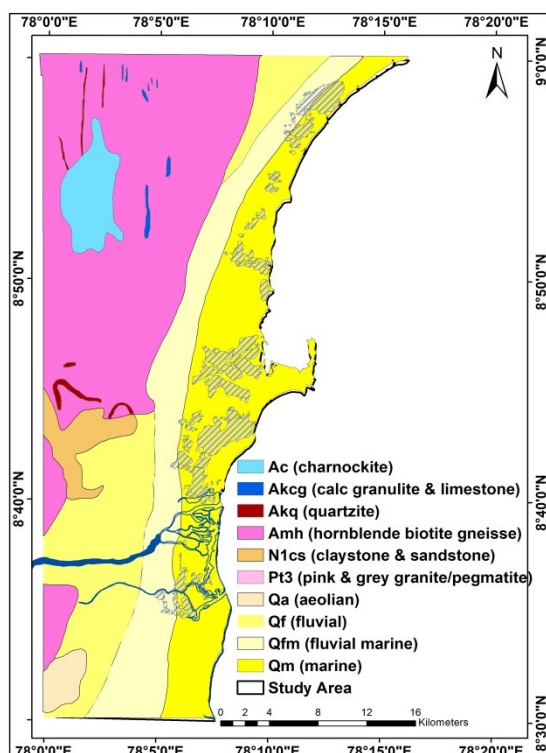 78°0'0"E 78°5'0"E 78°10'0"E 78°15'0"E 78°20'0"E
N
9°0'0"N
8°50'0"N 8°50'0"N
8°40'0"N 8°40'0"N
Ac (charnockite)
Akcg (calc granulite & limestone)
Akq (quartzite)
Amh (hornblende biotite gneisse)
N1cs (claystone & sandstone)
Pt3 (pink & grey granite/pegmatite)
Qa (aeolian)
Qf (fluvial)
Qfm (fluvial marine)
Qm (marine)
Study Area
0 2 4 8 12 16
Kilometers
8°30'0"N
78°0'0"E 78°5'0"E 78°10'0"E 78°15'0"E 78°20'0"E